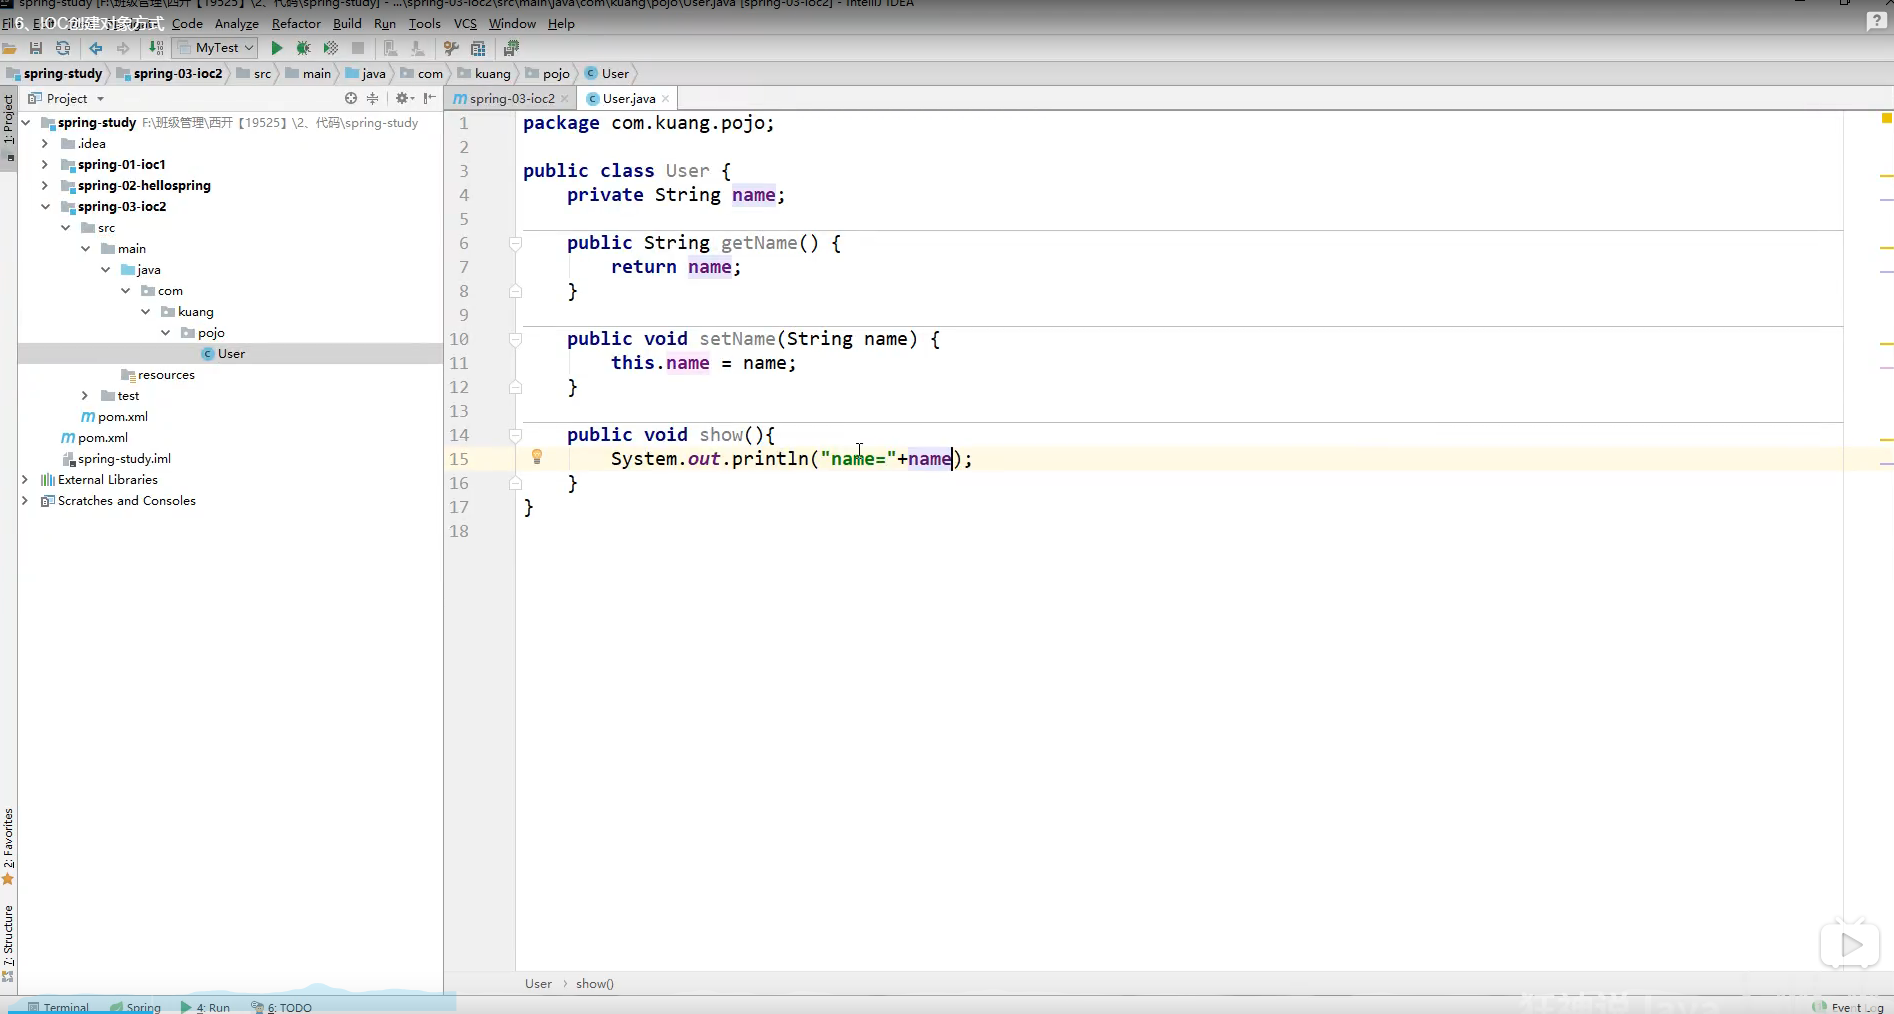 spring-study [F:\班级管理\西开【19525】\2、代码\spring-study] - ...\spring-03-ioc2\src\main\java\com\kuang\pojo\User.java [spring-03-ioc2] - IntelliJ IDEA
6、IOC创建对象方式
File Code Analyze Refactor Build Run Tools VCS Window Help
MyTest
spring-study spring-03-ioc2 src main java com kuang pojo User
Project
spring-03-ioc2 User.java
1: Project
spring-study F:\班级管理\西开【19525】\2、代码\spring-study
.idea
spring-01-ioc1
spring-02-hellospring
spring-03-ioc2
src
main
java
com
kuang
pojo
User
resources
test
pom.xml
pom.xml
spring-study.iml
External Libraries
Scratches and Consoles
1 package com.kuang.pojo;
2
3 public class User {
4 private String name;
5
6 public String getName() {
7 return name;
8 }
9
10 public void setName(String name) {
11 this.name = name;
12 }
13
14 public void show(){
15 System.out.println("name="+name);
16 }
17 }
18
2: Favorites
7: Structure
User › show()
Terminal Spring 4: Run 6: TODO
狂神说Java
Event Log